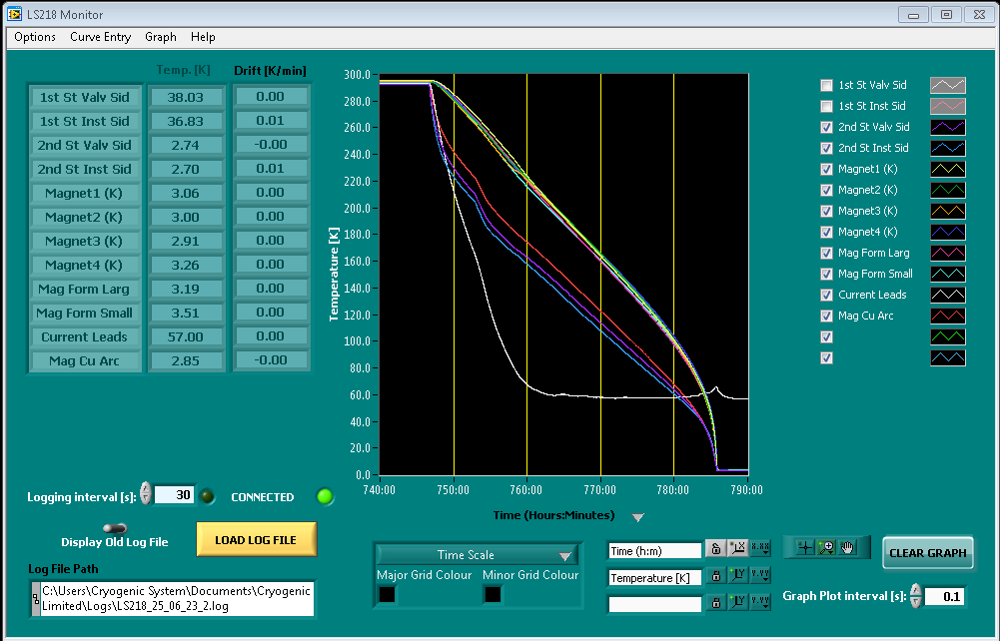 LS218 Monitor
Options Curve Entry Graph Help
Temp. [K] Drift [K/min]
1st St Valv Sid 38.03 0.00
1st St Inst Sid 36.83 0.01
2nd St Valv Sid 2.74 -0.00
2nd St Inst Sid 2.70 0.01
Magnet1 (K) 3.06 0.00
Magnet2 (K) 3.00 0.00
Magnet3 (K) 2.91 0.00
Magnet4 (K) 3.26 0.00
Mag Form Larg 3.19 0.00
Mag Form Small 3.51 0.00
Current Leads 57.00 0.00
Mag Cu Arc 2.85 -0.00
Temperature [K]
300.0
280.0
260.0
240.0
220.0
200.0
180.0
160.0
140.0
120.0
100.0
80.0
60.0
40.0
20.0
0.0
740:00 750:00 760:00 770:00 780:00 790:00
Time (Hours:Minutes)
1st St Valv Sid
1st St Inst Sid
2nd St Valv Sid
2nd St Inst Sid
Magnet1 (K)
Magnet2 (K)
Magnet3 (K)
Magnet4 (K)
Mag Form Larg
Mag Form Small
Current Leads
Mag Cu Arc
Logging interval [s]: 30 CONNECTED
Display Old Log File
LOAD LOG FILE
Log File Path
C:\Users\Cryogenic System\Documents\Cryogenic
Limited\Logs\LS218_25_06_23_2.log
Time Scale
Major Grid Colour Minor Grid Colour
Time (h:m) X X.XX
Temperature [K] Y Y.YY
Y Y.YY
CLEAR GRAPH
Graph Plot interval [s]: 0.1